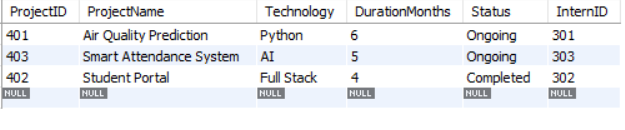 ProjectID ProjectName Technology DurationMonths Status InternID
401 Air Quality Prediction Python 6 Ongoing 301
403 Smart Attendance System AI 5 Ongoing 303
402 Student Portal Full Stack 4 Completed 302
NULL NULL NULL NULL NULL NULL